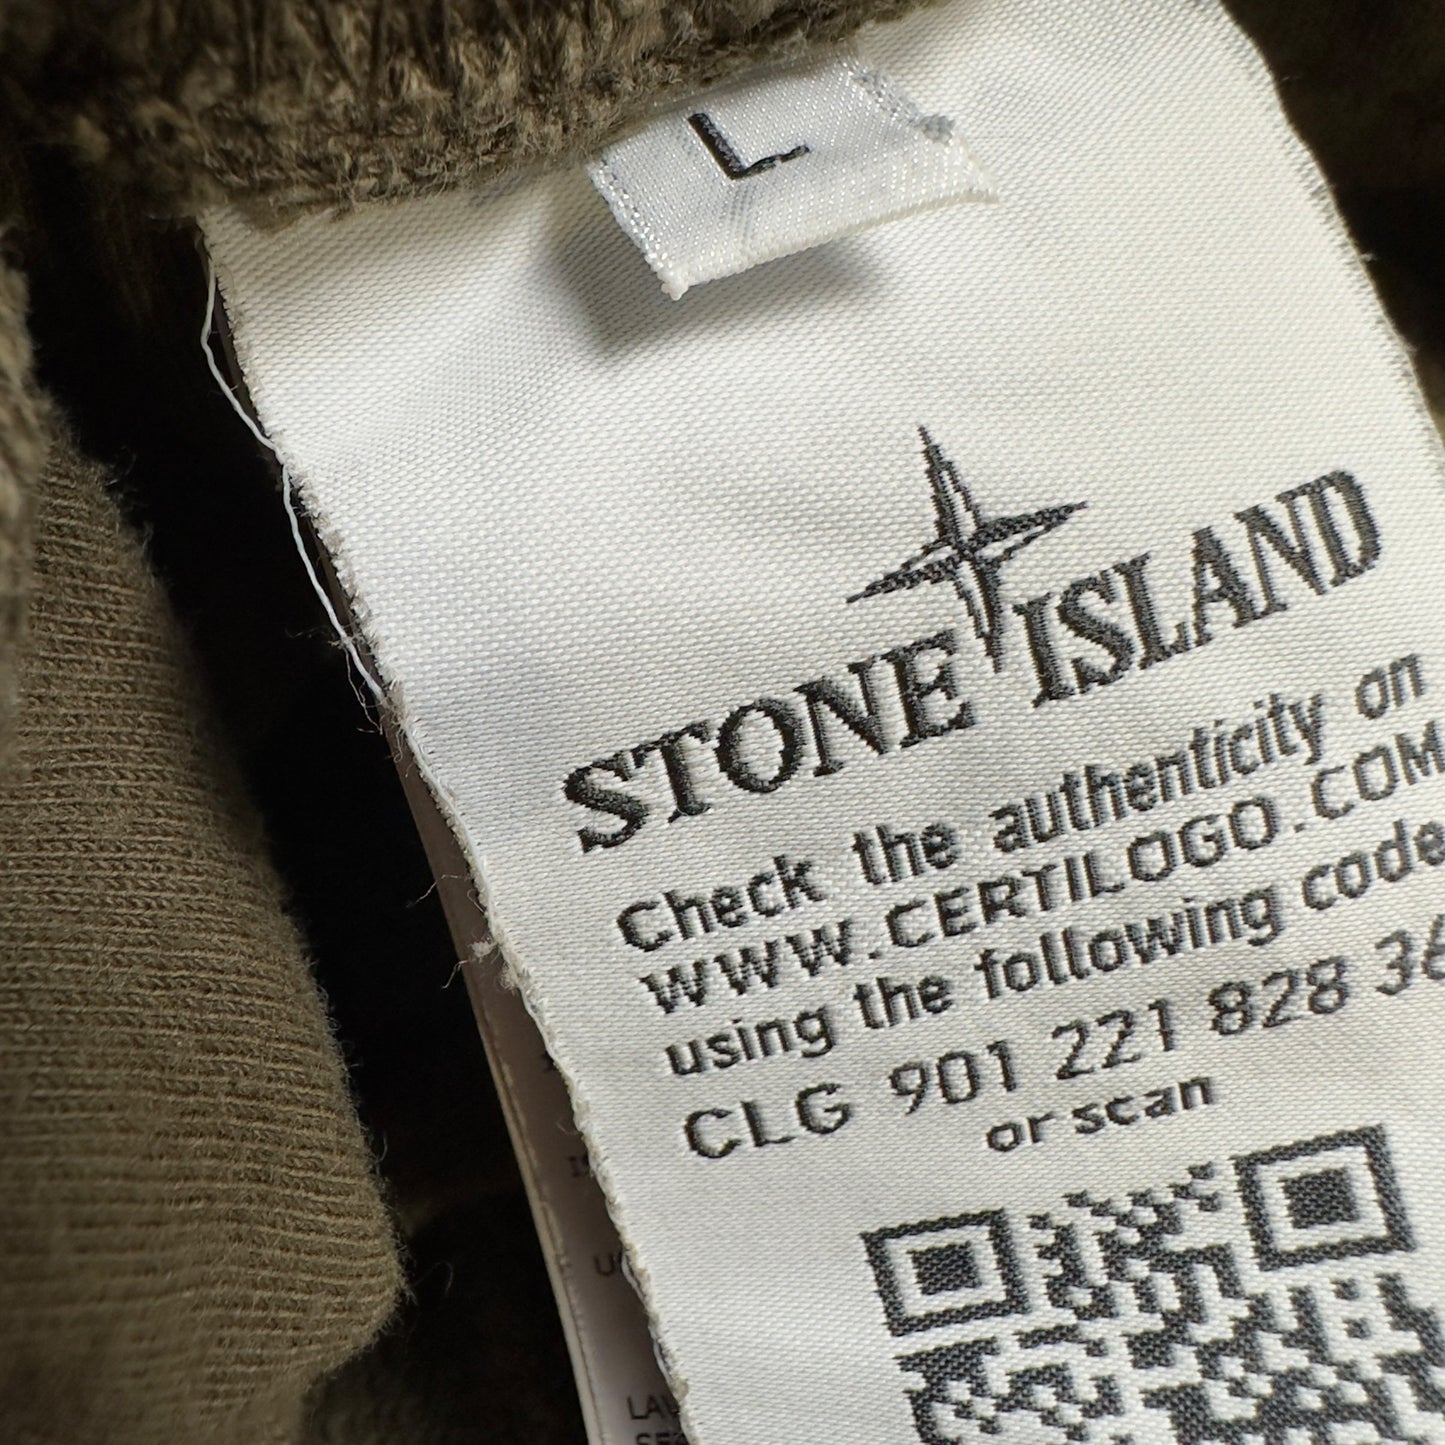 L
STONE ISLAND
Check the authenticity on
WWW.CERTILOGO.COM
using the following code
CLG 901 221 828 36
or scan